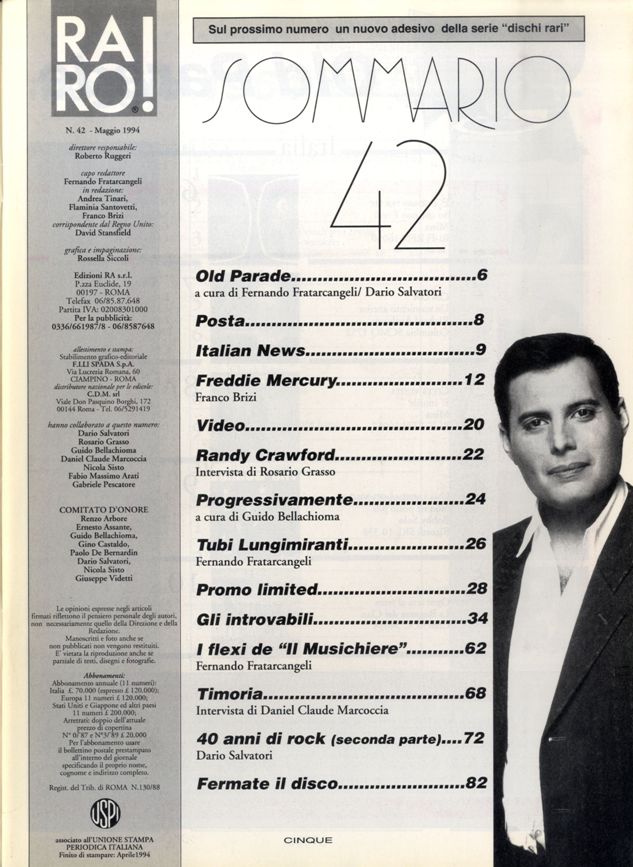 RA
RO!
®
N. 42 - Maggio 1994
direttore responsabile:
Roberto Ruggeri
capo redattore
Fernando Fratarcangeli
in redazione:
Andrea Tinari,
Flaminia Santovetti,
Franco Brizi
corrispondente dal Regno Unito:
David Stansfield
grafica e impaginazione:
Rossella Siccoli
Edizioni RA s.r.l.
P.zza Euclide, 19
00197 - ROMA
Telefax 06/85.87.648
Partita IVA: 02008301000
Per la pubblicità:
0336/661987/8 - 06/8587648
allestimento e stampa:
Stabilimento grafico-editoriale
F.LLI SPADA S.p.A.
Via Lucrezia Romana, 60
CIAMPINO - ROMA
distributore nazionale per le edicole:
C.D.M. srl
Viale Don Pasquino Borghi, 172
00144 Roma - Tel. 06/5291419
hanno collaborato a questo numero:
Dario Salvatori
Rosario Grasso
Guido Bellachioma
Daniel Claude Marcoccia
Nicola Sisto
Fabio Massimo Arati
Gabriele Pescatore
COMITATO D'ONORE
Renzo Arbore
Ernesto Assante,
Guido Bellachioma,
Gino Castaldo,
Paolo De Bernardin
Dario Salvatori,
Nicola Sisto
Giuseppe Videtti
Le opinioni espresse negli articoli
firmati riflettono il pensiero personale degli autori,
non necessariamente quello della Direzione e della
Redazione.
Manoscritti e foto anche se
non pubblicati non vengono restituiti.
E' vietata la riproduzione anche se
parziale di testi, disegni e fotografie.
Abbonamenti:
Abbonamento annuale (11 numeri):
Italia £. 70.000 (espresso £ 120.000);
Europa 11 numeri £ 120.000;
Stati Uniti e Giappone ed altri paesi
11 numeri £ 200.000;
Arretrati: doppio dell'attuale
prezzo di copertina
N° 0/'87 e N°3/'89 £ 20.000
Per l'abbonamento usare
il bollettino postale prestampato
all'interno del giornale
specificando il proprio nome,
cognome e indirizzo completo.
Regist. del Trib. di ROMA N.130/88
USPI
associato all'UNIONE STAMPA
PERIODICA ITALIANA
Finito di stampare: Aprile1994
Sul prossimo numero un nuovo adesivo della serie "dischi rari"
SOMMARIO
42
Old Parade.......................................6
a cura di Fernando Fratarcangeli/ Dario Salvatori
Posta................................................8
Italian News....................................9
Freddie Mercury...........................12
Franco Brizi
Video..............................................20
Randy Crawford...........................22
Intervista di Rosario Grasso
Progressivamente.......................24
a cura di Guido Bellachioma
Tubi Lungimiranti........................26
Fernando Fratarcangeli
Promo limited...............................28
Gli introvabili................................34
I flexi de "Il Musichiere"............62
Fernando Fratarcangeli
Timoria...........................................68
Intervista di Daniel Claude Marcoccia
40 anni di rock (seconda parte)....72
Dario Salvatori
Fermate il disco..........................82
CINQUE